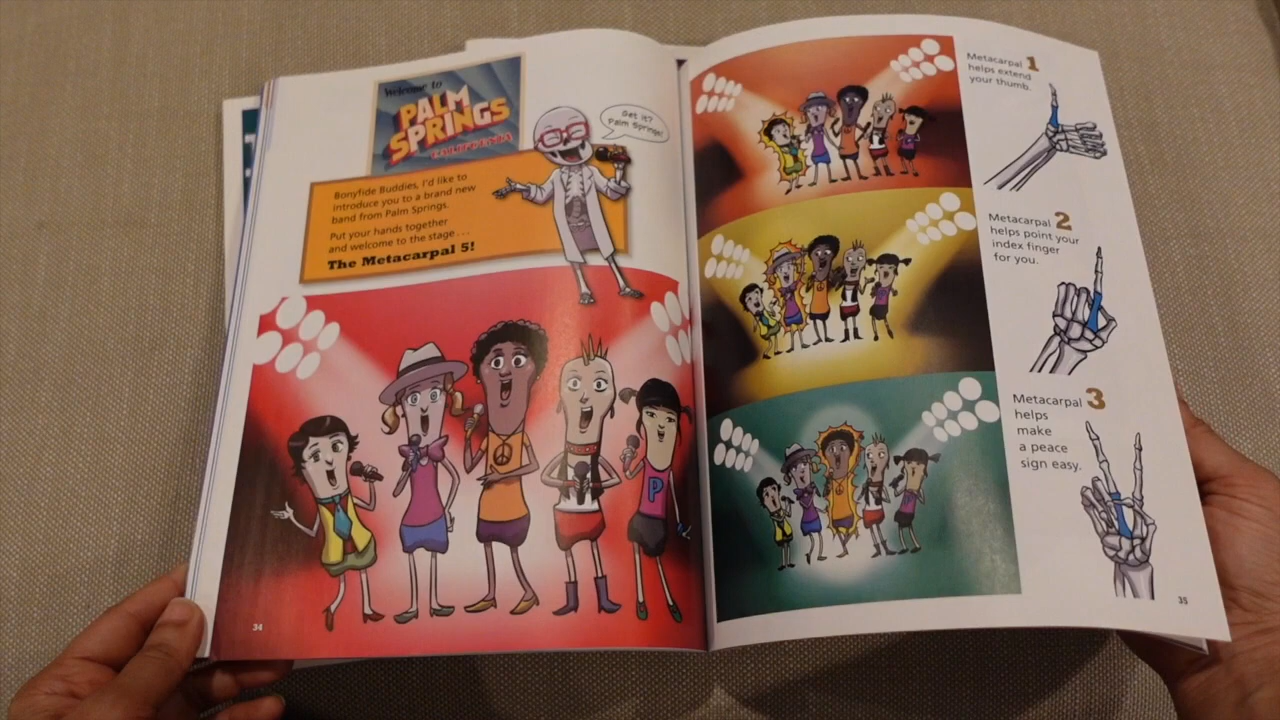 Welcome to
PALM
SPRINGS
CALIFORNIA
Get it?
Palm Springs!
Bonyfide Buddies, I'd like to
introduce you to a brand new
band from Palm Springs.
Put your hands together
and welcome to the stage . . .
The Metacarpal 5!
P
34
Metacarpal 1
helps extend
your thumb.
Metacarpal 2
helps point your
index finger
for you.
Metacarpal 3
helps
make
a peace
sign easy.
35